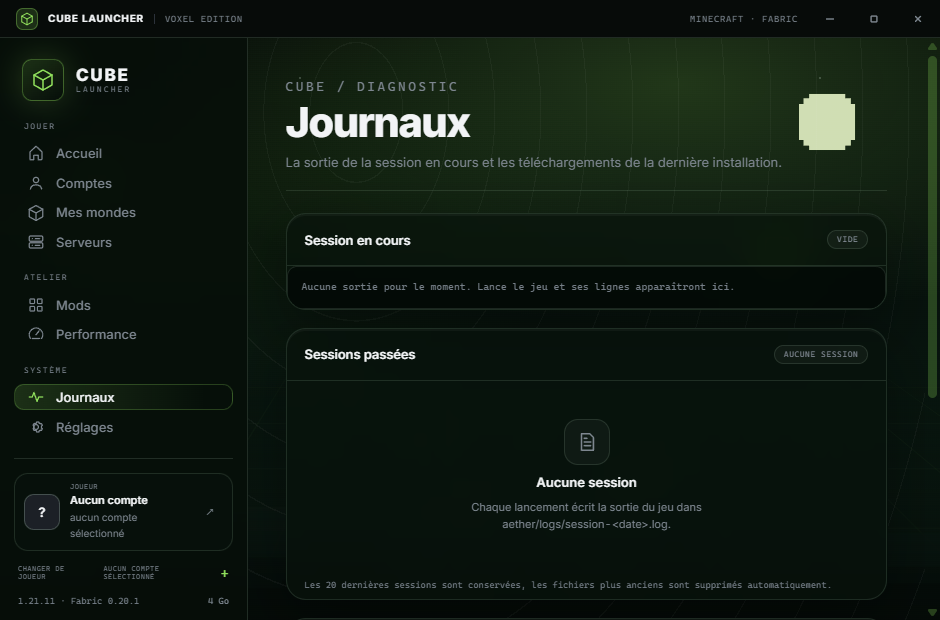 CUBE LAUNCHER
VOXEL EDITION
MINECRAFT · FABRIC
CUBE
LAUNCHER
JOUER
Accueil
Comptes
Mes mondes
Serveurs
ATELIER
Mods
Performance
SYSTÈME
Journaux
Réglages
?
JOUEUR
Aucun compte
aucun compte
sélectionné
↗
CHANGER DE
JOUEUR
AUCUN COMPTE
SÉLECTIONNÉ
+
1.21.11 · Fabric 0.20.1
4 Go
CUBE / DIAGNOSTIC
Journaux
La sortie de la session en cours et les téléchargements de la dernière installation.
Session en cours
VIDE
Aucune sortie pour le moment. Lance le jeu et ses lignes apparaîtront ici.
Sessions passées
AUCUNE SESSION
Aucune session
Chaque lancement écrit la sortie du jeu dans
aether/logs/session-<date>.log.
Les 20 dernières sessions sont conservées, les fichiers plus anciens sont supprimés automatiquement.